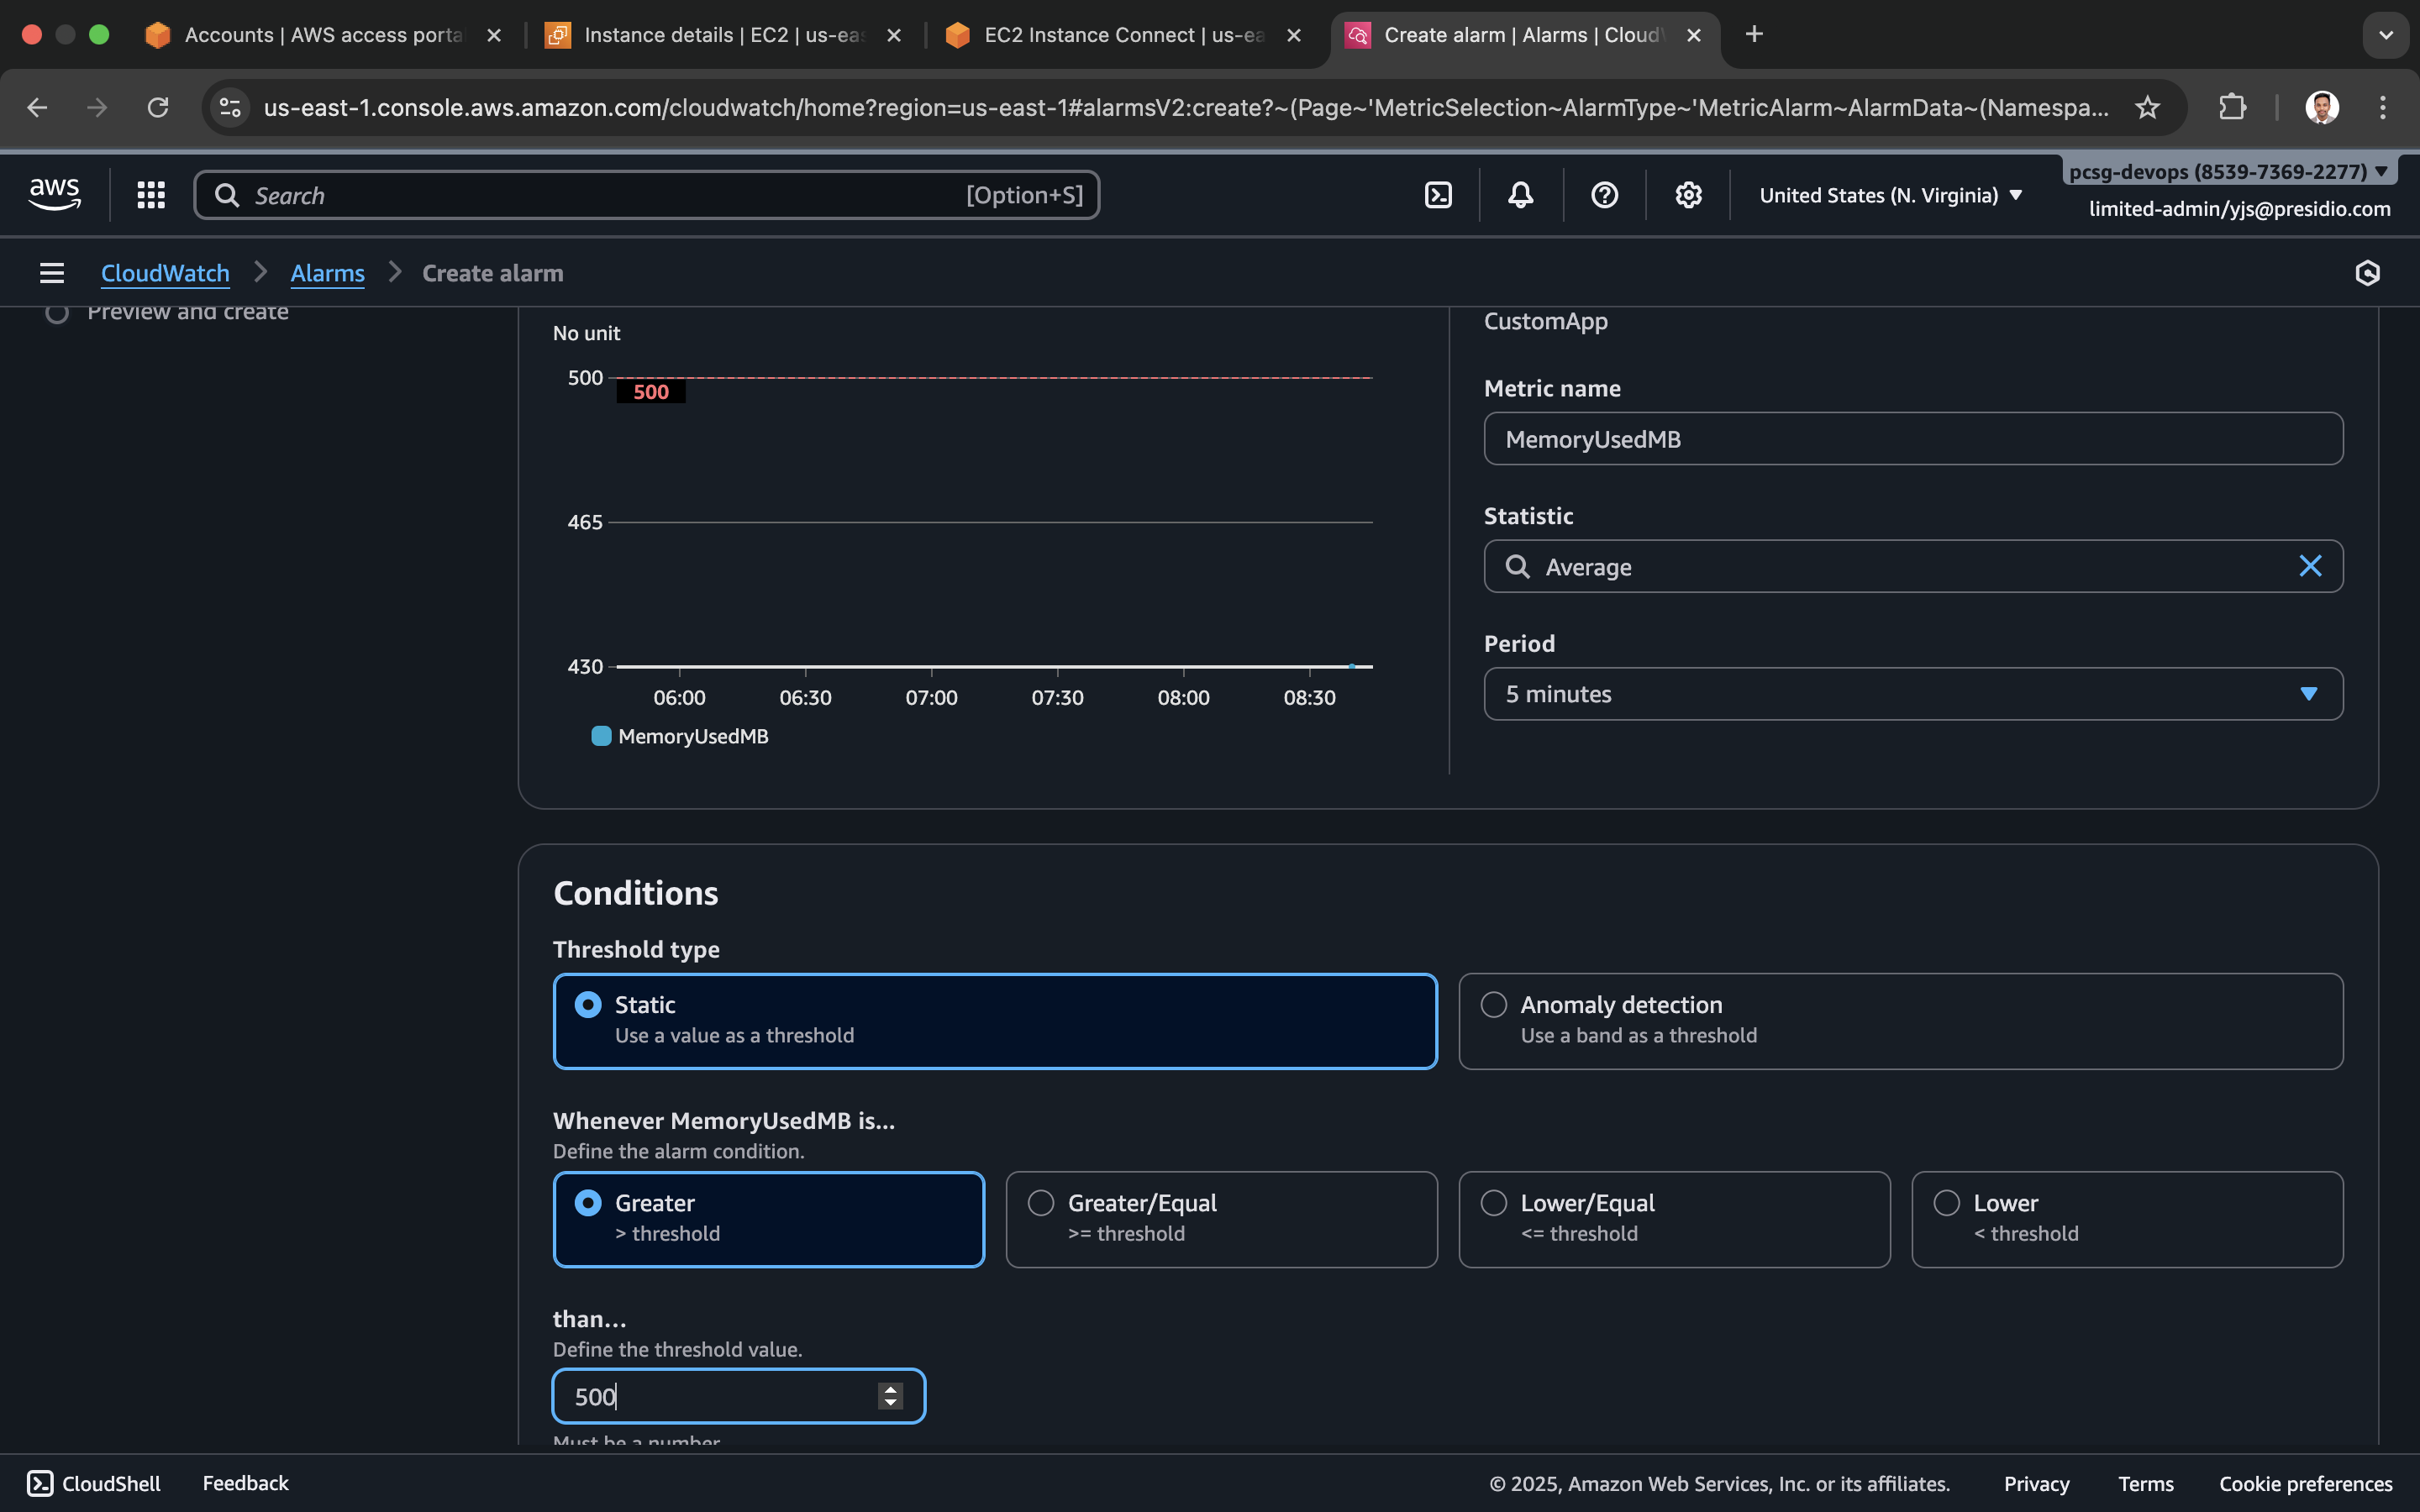 Accounts | AWS access porta
Instance details | EC2 | us-eas
EC2 Instance Connect | us-ea
Create alarm | Alarms | Cloud
us-east-1.console.aws.amazon.com/cloudwatch/home?region=us-east-1#alarmsV2:create?~(Page~'MetricSelection~AlarmType~'MetricAlarm~AlarmData~(Namespa...
aws
Search
[Option+S]
United States (N. Virginia)
pcsg-devops (8539-7369-2277)
limited-admin/yjs@presidio.com
CloudWatch
Alarms
Create alarm
Preview and create
No unit
500
500
465
430
06:00
06:30
07:00
07:30
08:00
08:30
MemoryUsedMB
CustomApp
Metric name
MemoryUsedMB
Statistic
Average
Period
5 minutes
Conditions
Threshold type
Static
Use a value as a threshold
Anomaly detection
Use a band as a threshold
Whenever MemoryUsedMB is...
Define the alarm condition.
Greater
> threshold
Greater/Equal
>= threshold
Lower/Equal
<= threshold
Lower
< threshold
than...
Define the threshold value.
500
Must be a number
CloudShell
Feedback
© 2025, Amazon Web Services, Inc. or its affiliates.
Privacy
Terms
Cookie preferences